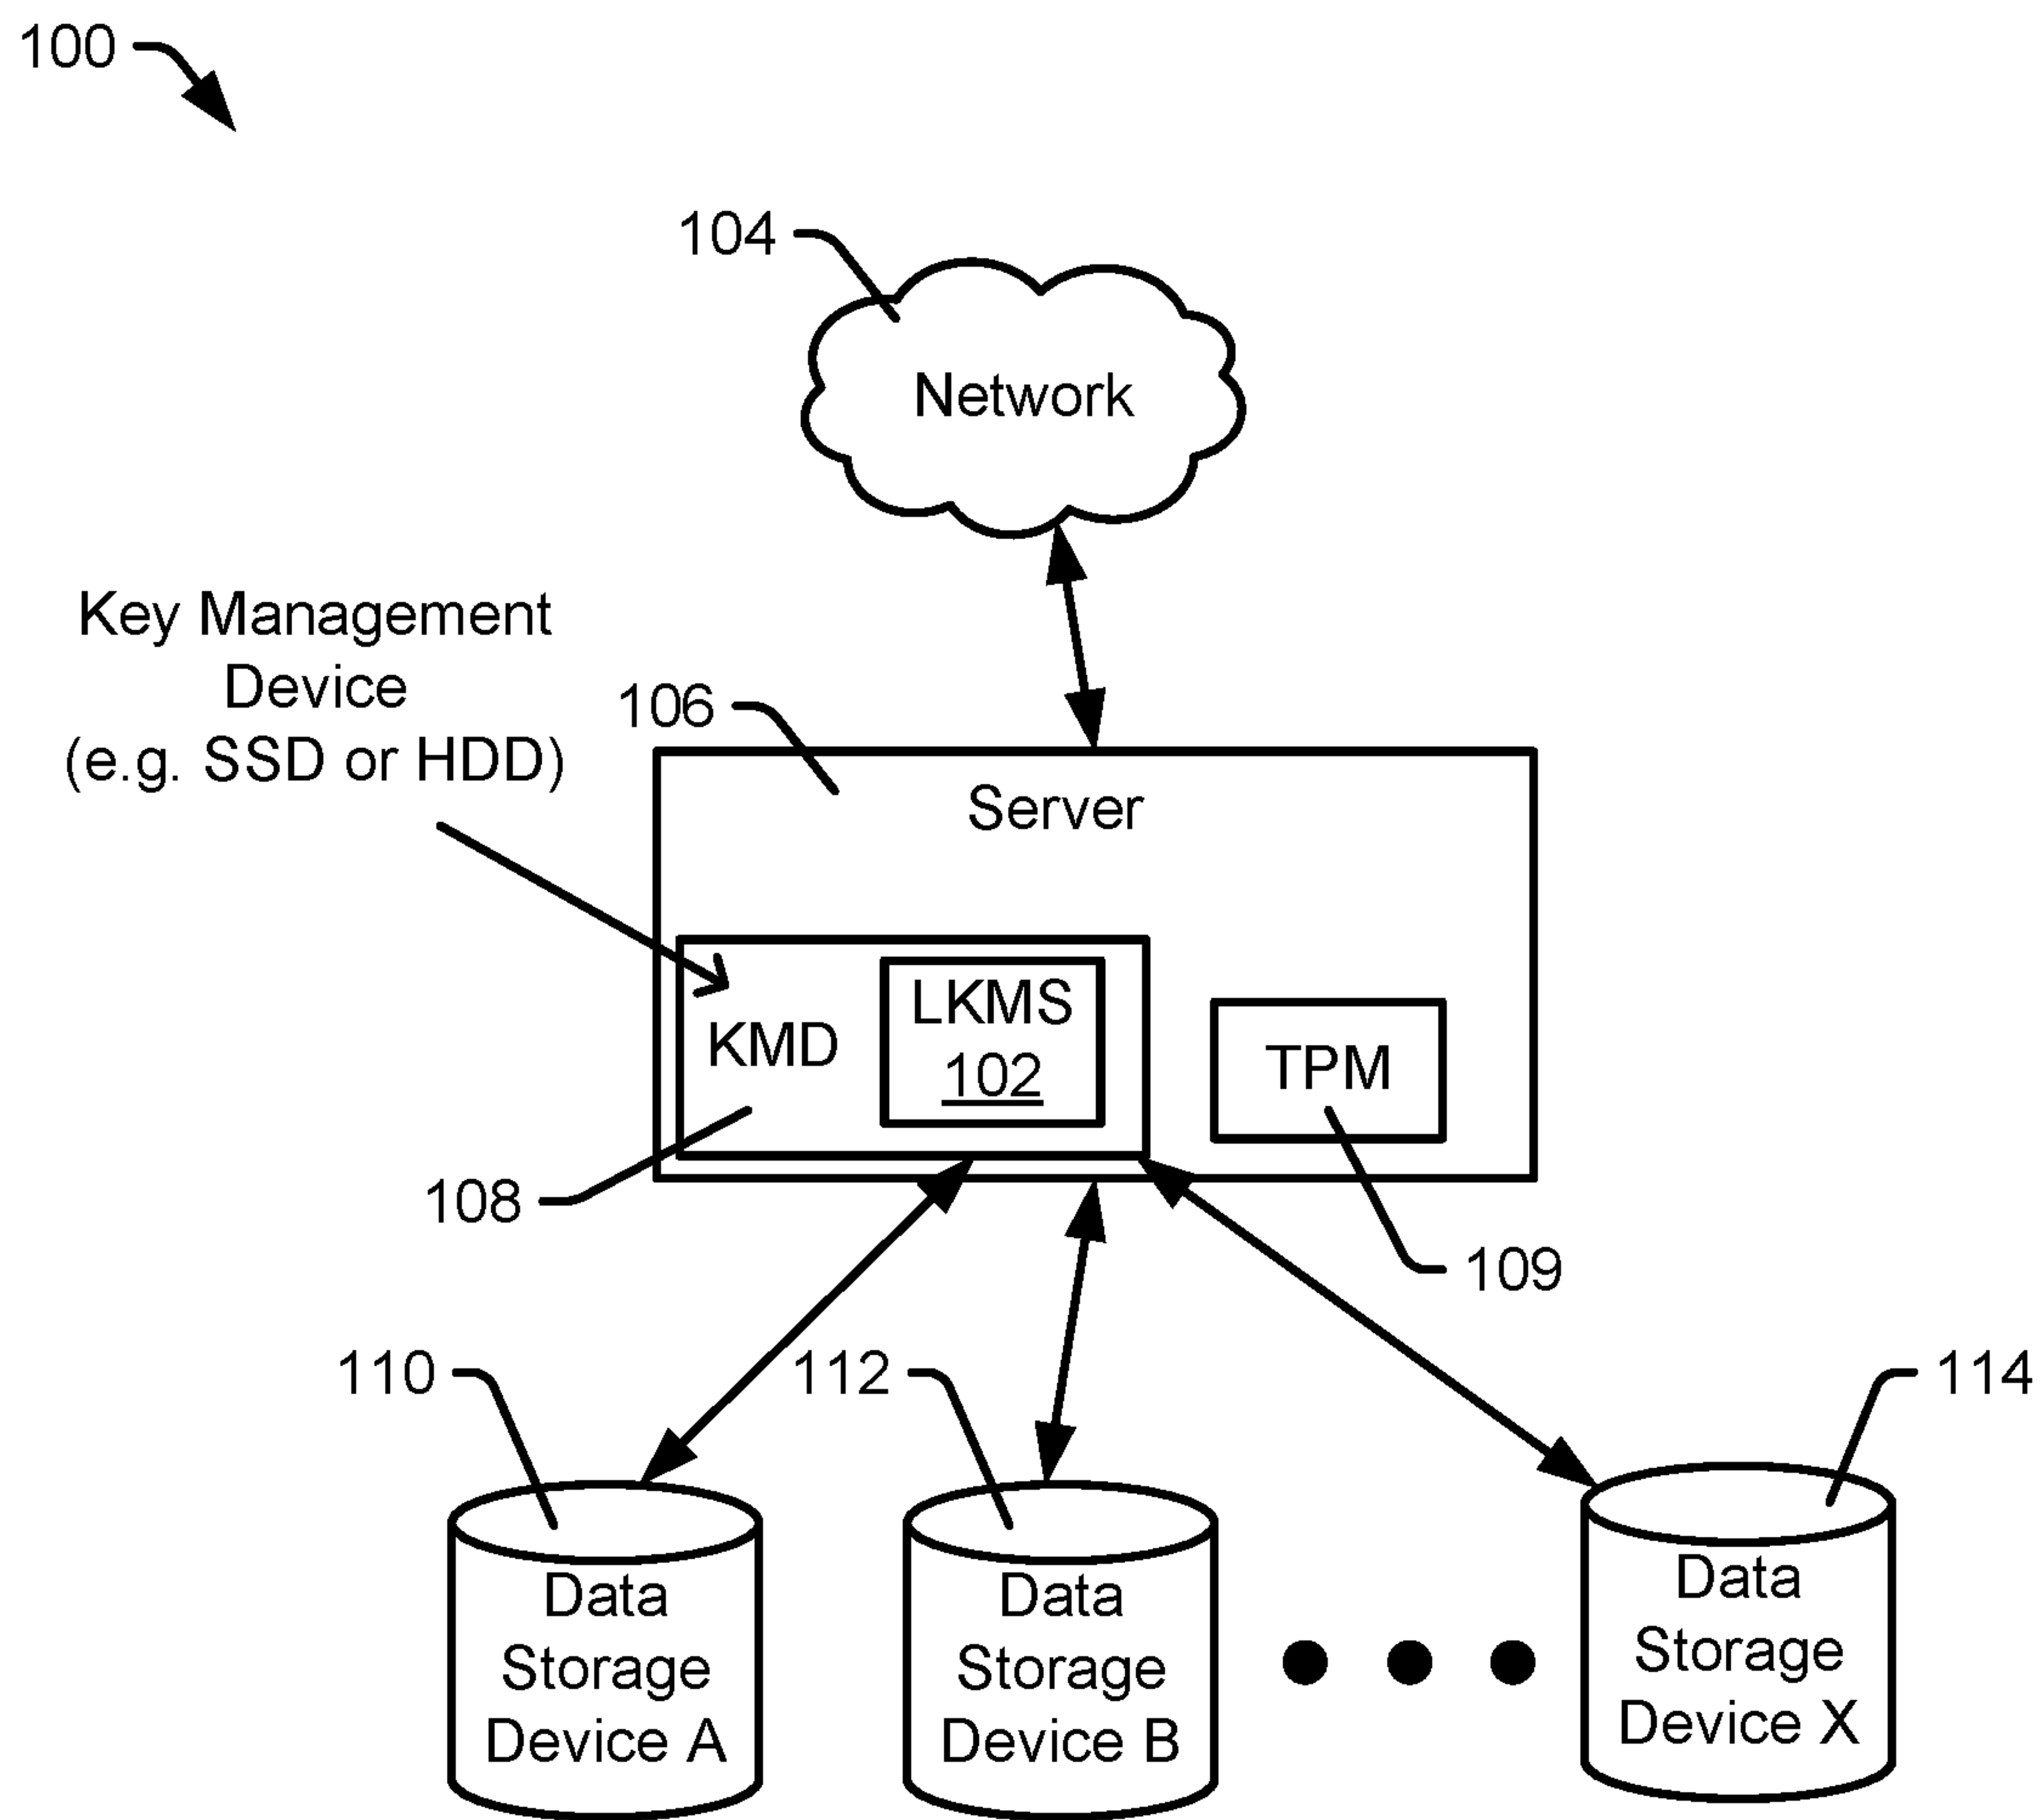 100
104
Network
Key Management
Device
(e.g. SSD or HDD)
106
Server
KMD
LKMS
102
TPM
108
109
110
112
114
Data
Storage
Device A
Data
Storage
Device B
Data
Storage
Device X